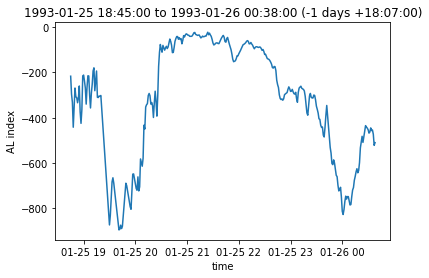 1993-01-25 18:45:00 to 1993-01-26 00:38:00 (-1 days +18:07:00)
0
−200
−400
−600
−800
AL index
01-25 19 01-25 20 01-25 21 01-25 22 01-25 23 01-26 00
time